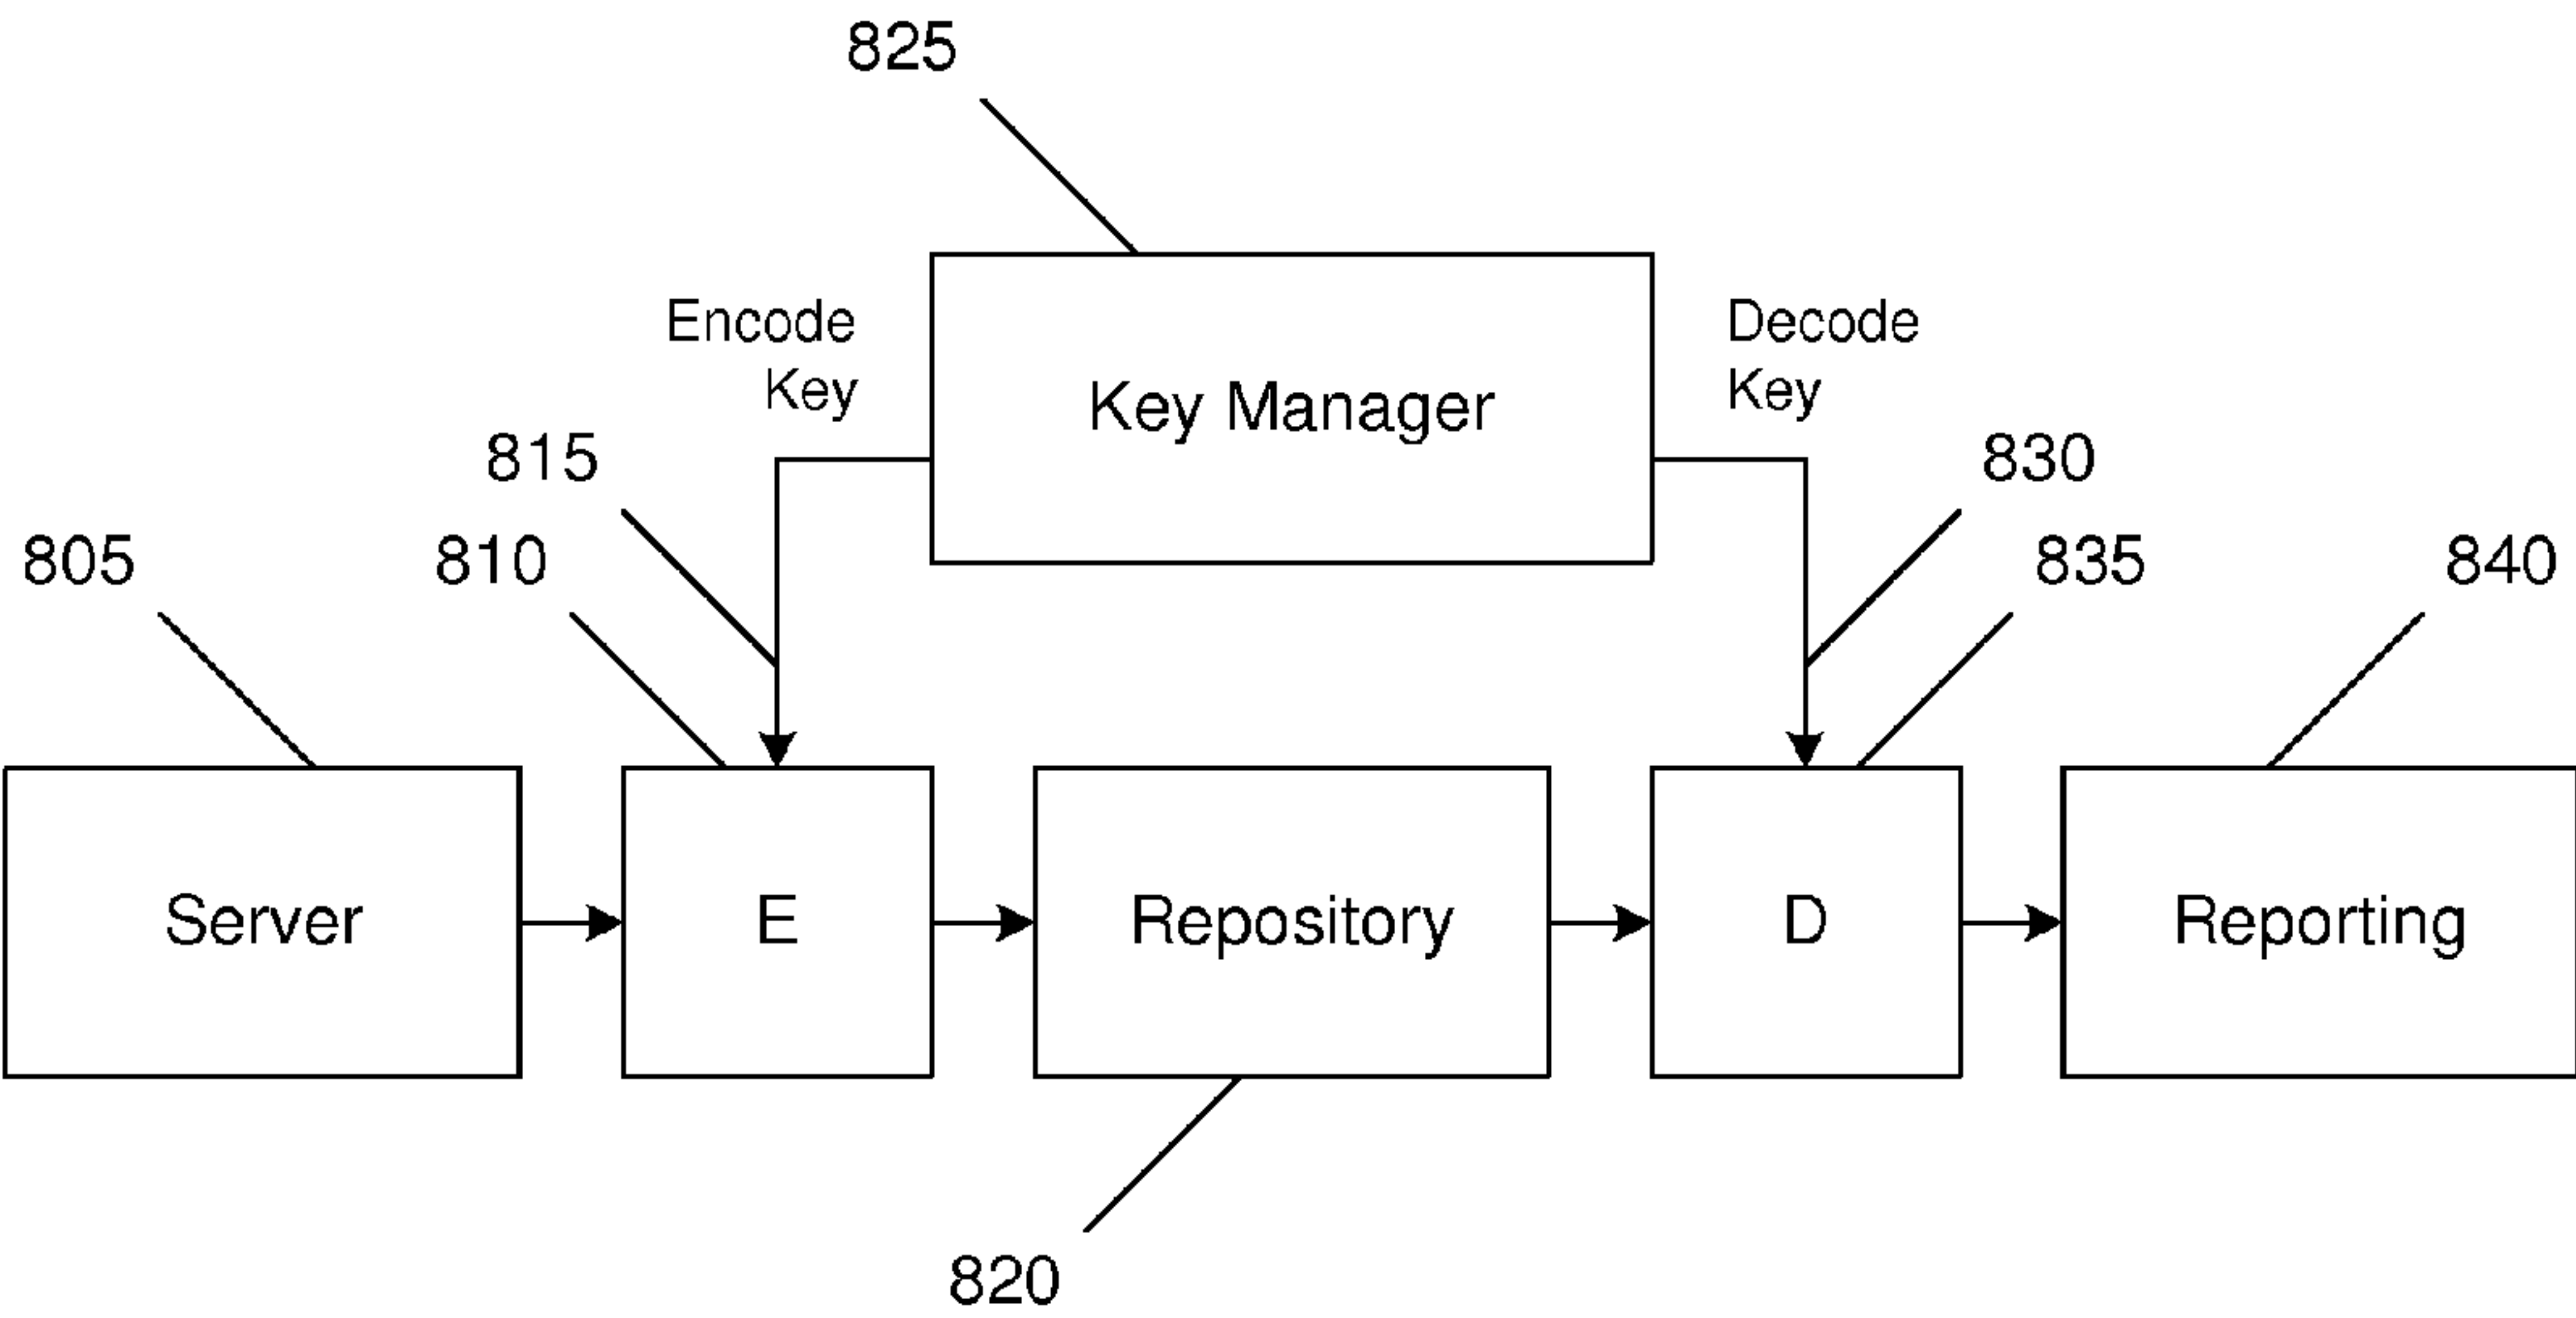 825
Encode
Key
Key Manager
Decode
Key
815
830
805
810
835
840
Server
E
Repository
D
Reporting
820